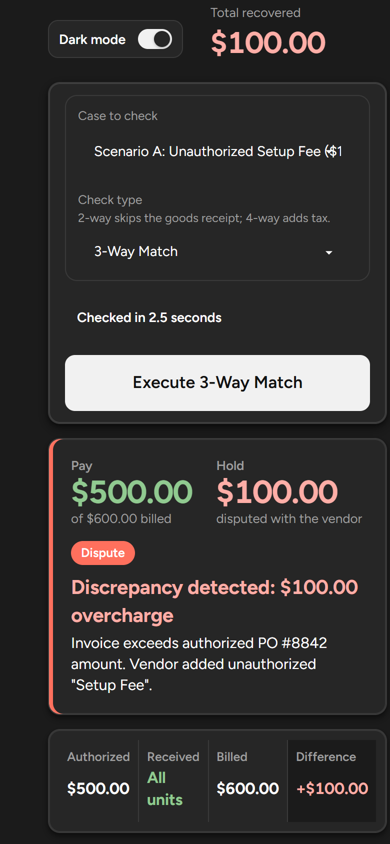 Total recovered
Dark mode
$100.00
Case to check
Scenario A: Unauthorized Setup Fee
Check type
2-way skips the goods receipt; 4-way adds tax.
3-Way Match
Checked in 2.5 seconds
Execute 3-Way Match
Pay
Hold
$500.00
$100.00
of $600.00 billed
disputed with the vendor
Dispute
Discrepancy detected: $100.00
overcharge
Invoice exceeds authorized PO #8842
amount. Vendor added unauthorized
"Setup Fee".
Authorized
Received
Billed
Difference
$500.00
All
units
$600.00
+$100.00